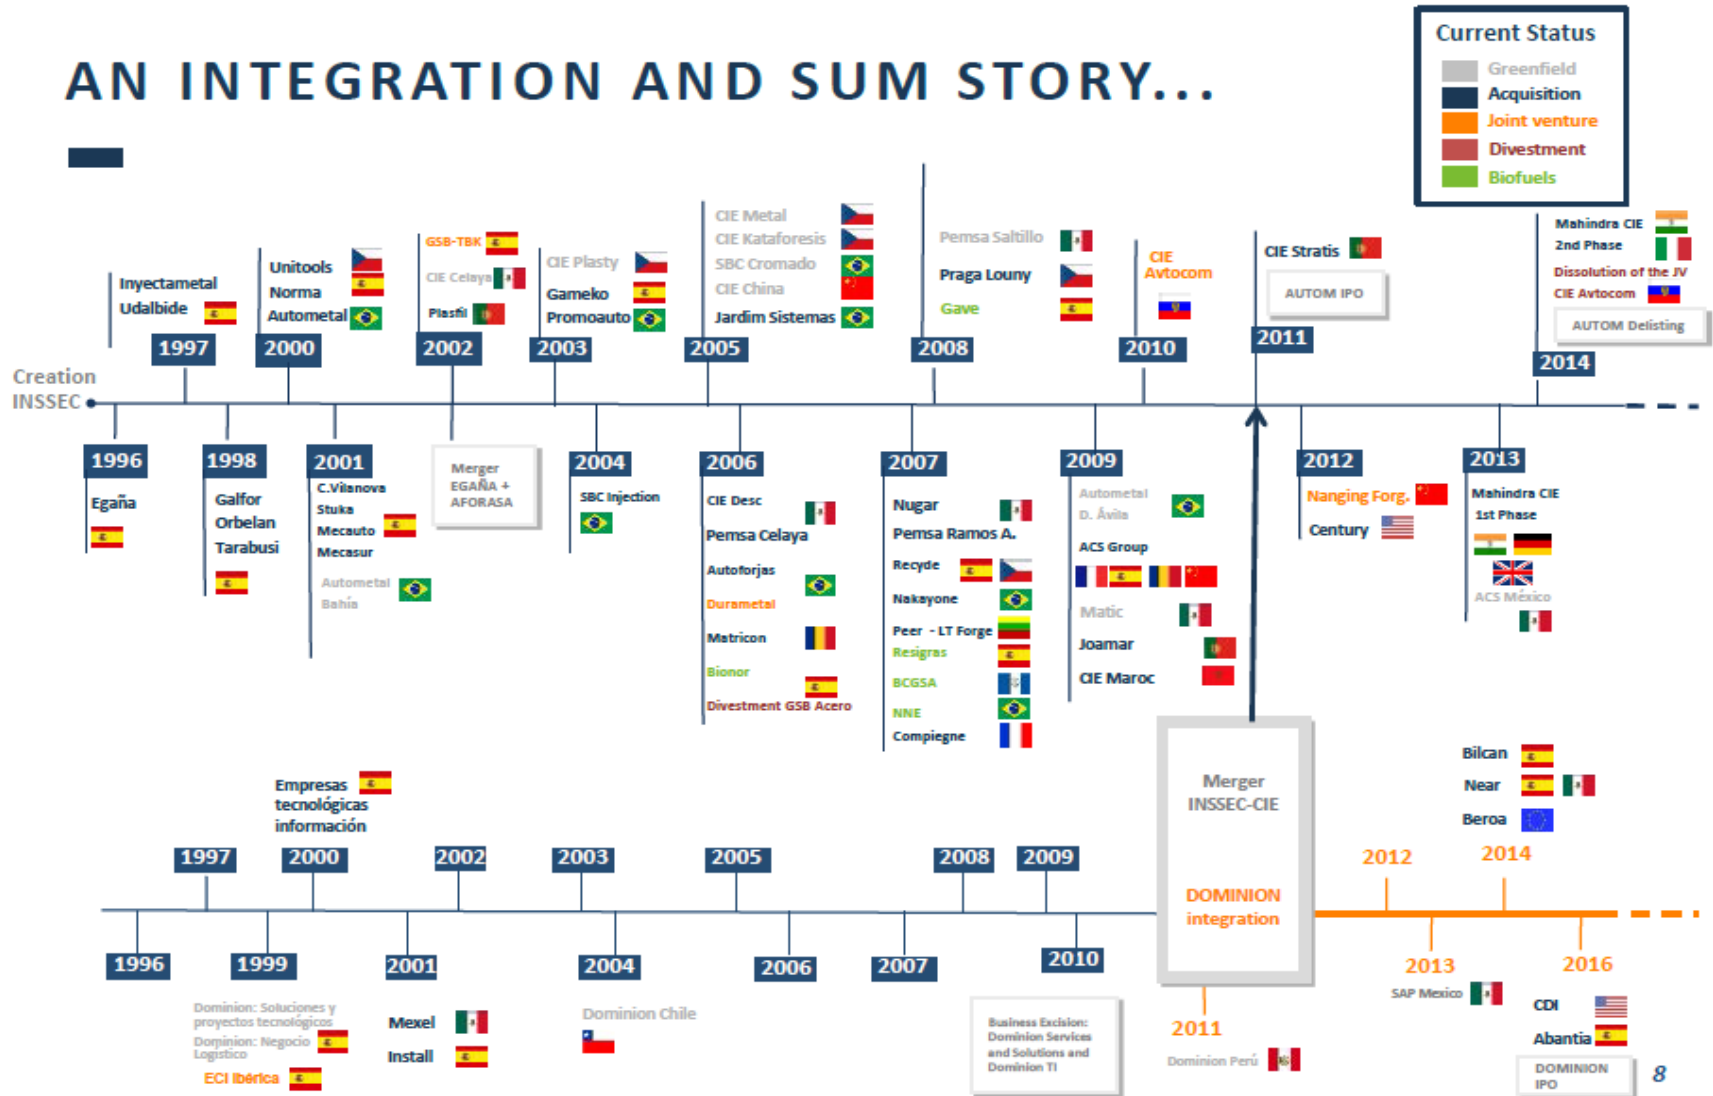 AN INTEGRATION AND SUM STORY...
Current Status
Greenfield
Acquisition
Joint venture
Divestment
Biofuels
Inyectametal
Udalbide
1997
Unitools
Norma
Autometal
2000
GSB-TBK
CIE Celaya
Plasfil
2002
CIE Plasty
Gameko
Promoauto
2003
CIE Metal
CIE Kataforesis
SBC Cromado
CIE China
Jardim Sistemas
2005
Pemsa Saltillo
Praga Louny
Gave
2008
CIE
Avtocom
2010
CIE Stratis
AUTOM IPO
2011
Mahindra CIE
2nd Phase
Dissolution of the JV
CIE Avtocom
AUTOM Delisting
2014
Creation
INSSEC
1996
Egaña
1998
Galfor
Orbelan
Tarabusi
2001
C.Vilanova
Stuka
Mecauto
Mecasur
Autometal
Bahía
Merger
EGAÑA +
AFORASA
2004
SBC Injection
2006
CIE Desc
Pemsa Celaya
Autoforjas
Durametal
Matricon
Bionor
Divestment GSB Acero
2007
Nugar
Pemsa Ramos A.
Recyde
Nakayone
Peer - LT Forge
Resigras
BCGSA
NNE
Compiegne
2009
Autometal
D. Ávila
ACS Group
Matic
Joamar
CIE Maroc
2012
Nanging Forg.
Century
2013
Mahindra CIE
1st Phase
ACS México
Merger
INSSEC-CIE
DOMINION
integration
Empresas
tecnológicas
información
1997
2000
2002
2003
2005
2008
2009
Bilcan
Near
Beroa
2012
2014
1996
1999
Dominion: Soluciones y
proyectos tecnológicos
Dominion: Negocio
Logístico
ECI Ibérica
2001
Mexel
Install
2004
Dominion Chile
2006
2007
2010
Business Excision:
Dominion Services
and Solutions and
Dominion TI
2011
Dominion Perú
2013
SAP Mexico
2016
CDI
Abantia
DOMINION
IPO
8